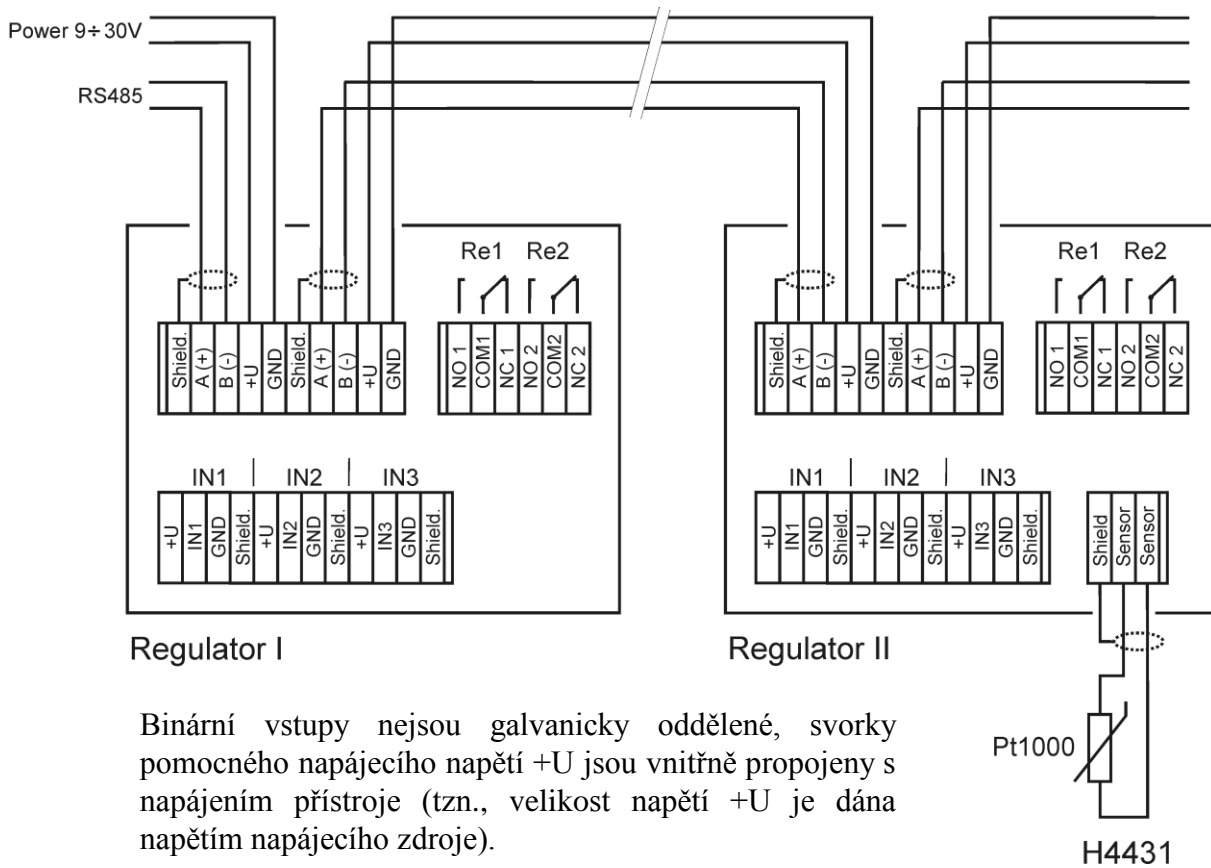 Power 9÷30V
RS485
Re1 Re2
Re1 Re2
Shield. A (+) B (-) +U GND Shield. A (+) B (-) +U GND
NO 1 COM1 NC 1 NO 2 COM2 NC 2
Shield. A (+) B (-) +U GND Shield. A (+) B (-) +U GND
NO 1 COM1 NC 1 NO 2 COM2 NC 2
IN1 IN2 IN3
IN1 IN2 IN3
+U IN1 GND Shield. +U IN2 GND Shield. +U IN3 GND Shield.
+U IN1 GND Shield. +U IN2 GND Shield. +U IN3 GND Shield.
Shield Sensor Sensor
Regulator I
Regulator II
Binární vstupy nejsou galvanicky oddělené, svorky
pomocného napájecího napětí +U jsou vnitřně propojeny s
napájením přístroje (tzn., velikost napětí +U je dána
napětím napájecího zdroje).
Pt1000
H4431